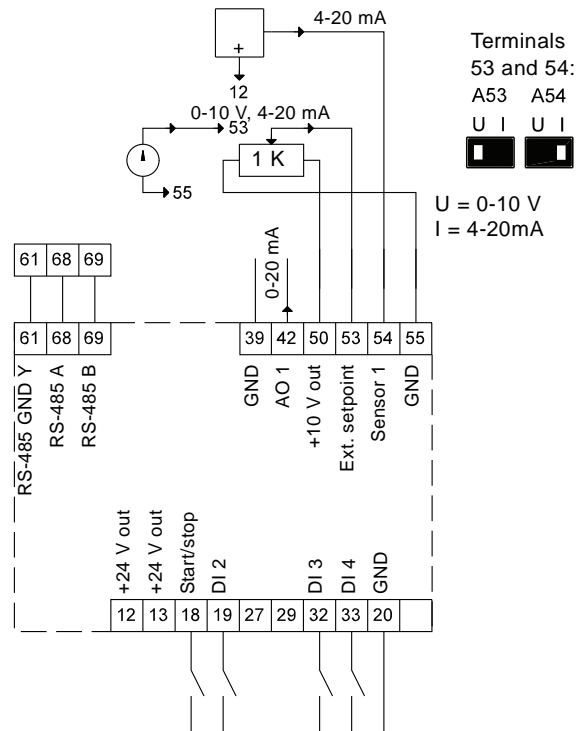 4-20 mA
+
12
0-10 V, 4-20 mA
53
1 K
55
Terminals
53 and 54:
A53 A54
U I U I
U = 0-10 V
I = 4-20mA
0-20 mA
61 68 69
61 68 69
39 42 50 53 54 55
RS-485 GND Y
RS-485 A
RS-485 B
GND
AO 1
+10 V out
Ext. setpoint
Sensor 1
GND
+24 V out
+24 V out
Start/stop
DI 2
DI 3
DI 4
GND
12 13 18 19 27 29 32 33 20